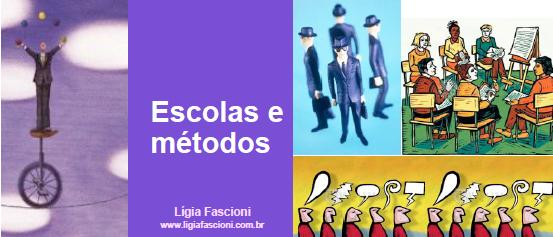 Escolas e
métodos
Lígia Fascioni
www.ligiafascioni.com.br